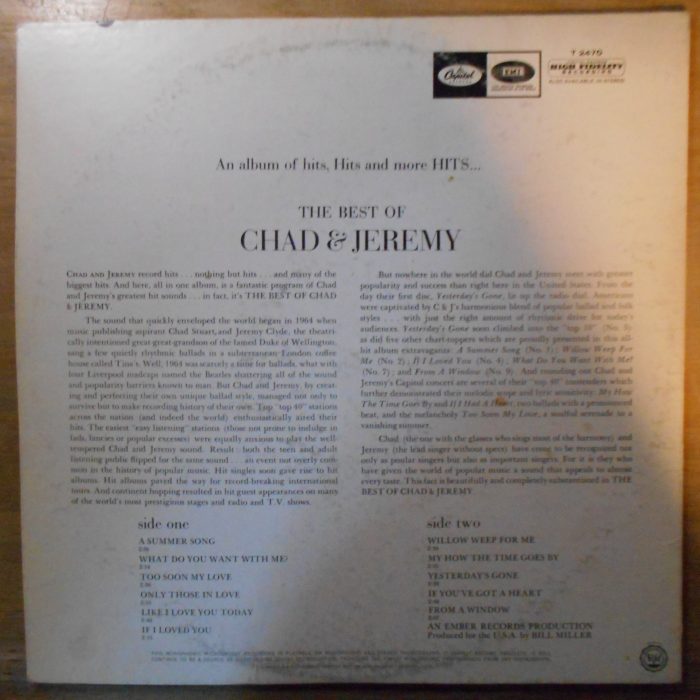 T 2470
Capitol
EMI
HIGH FIDELITY
RECORDING
ALSO AVAILABLE IN STEREO
An album of hits, Hits and more HITS...
THE BEST OF
CHAD & JEREMY
CHAD AND JEREMY record hits . . . nothing but hits . . . and many of the
biggest hits. And here, all in one album, is a fantastic program of Chad
and Jeremy's greatest hit sounds . . . in fact, it's THE BEST OF CHAD
& JEREMY.
The sound that quickly enveloped the world began in 1964 when
music publishing aspirant Chad Stuart, and Jeremy Clyde, the theatri-
cally intentioned great great-grandson of the famed Duke of Wellington,
sang a few quietly rhythmic ballads in a subterranean London coffee
house called Tina's. Well, 1964 was scarcely a time for ballads, what with
four Liverpool moldtops named the Beatles shattering all of the sound
and popularity barriers known to man. But Chad and Jeremy, by creat-
ing and perfecting their own unique ballad style, managed not only to
survive but to make recording history of their own. Top "top 40" stations
across the nation (and indeed the world) enthusiastically aired their
hits. The easiest "easy listening" stations (those not prone to indulge in
fads, fancies or popular excesses) were equally anxious to play the well-
tempered Chad and Jeremy sound. Result: both the teen and adult
listening public flipped for the same sound . . . an event not overly com-
mon in the history of popular music. Hit singles soon gave rise to hit
albums. Hit albums paved the way for record-breaking international
tours. And continent hopping resulted in hit guest appearances on many
of the world's most prestigious stages and radio and T.V. shows.
But nowhere in the world did Chad and Jeremy meet with greater
popularity and success than right here in the United States. From the
day their first disc, Yesterday's Gone, lit up the radio dial, Americans
were captivated by C & J's harmonious blend of popular ballad and folk
styles . . . with just the right amount of rhythmic drive for today's
audiences. Yesterday's Gone soon climbed into the "top 10" (No. 9)
as did five other chart-toppers which are proudly presented in this all-
hit album extravaganza: A Summer Song (No. 1); Willow Weep For
Me (No. 2); If I Loved You (No. 4); What Do You Want With Me?
(No. 7); and From A Window (No. 9). And rounding out Chad and
Jeremy's Capitol concert are several of their "top 40" contenders which
further demonstrated their melodic scope and lyric sensitivity: My How
The Time Goes By and If I Had A, two ballads with a pronounced
beat, and the melancholy Too Soon My Love, a soulful serenade to a
vanishing summer.
Chad (the one with the glasses who sings most of the harmony) and
Jeremy (the lead singer without specs) have come to be recognized not
only as popular singers but also as important singers. For it is they who
have given the world of popular music a sound that appeals to almost
every taste. This fact is beautifully and completely substantiated in THE
BEST OF CHAD & JEREMY.
side one
A SUMMER SONG
WHAT DO YOU WANT WITH ME?
TOO SOON MY LOVE
ONLY THOSE IN LOVE
LIKE I LOVE YOU TODAY
IF I LOVED YOU
side two
WILLOW WEEP FOR ME
MY HOW THE TIME GOES BY
YESTERDAY'S GONE
IF YOU'VE GOT A HEART
FROM A WINDOW
AN EMBER RECORDS PRODUCTION
Produced for the U.S.A. by BILL MILLER